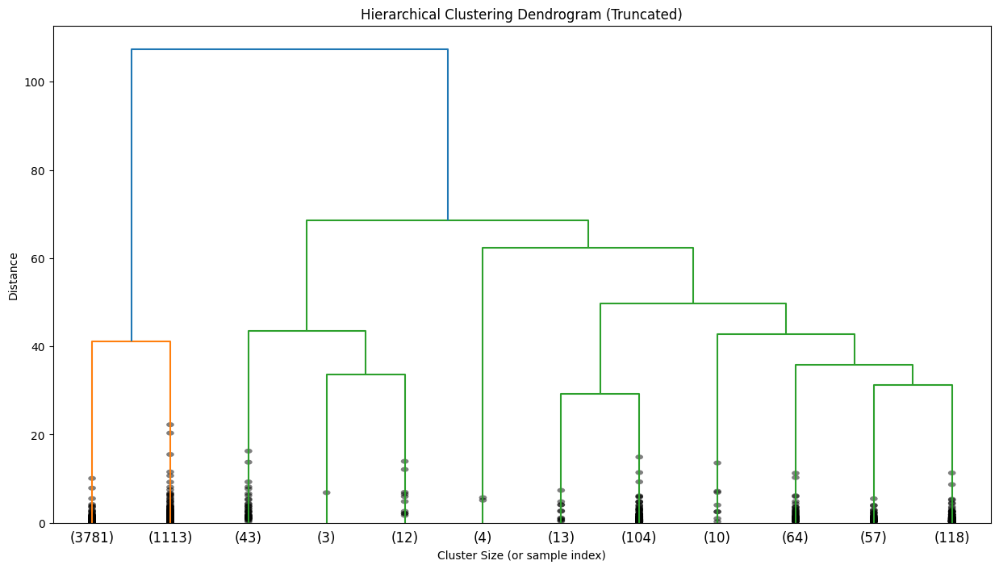 Hierarchical Clustering Dendrogram (Truncated)
100
80
60
40
20
0
Distance
(3781) (1113) (43) (3) (12) (4) (13) (104) (10) (64) (57) (118)
Cluster Size (or sample index)